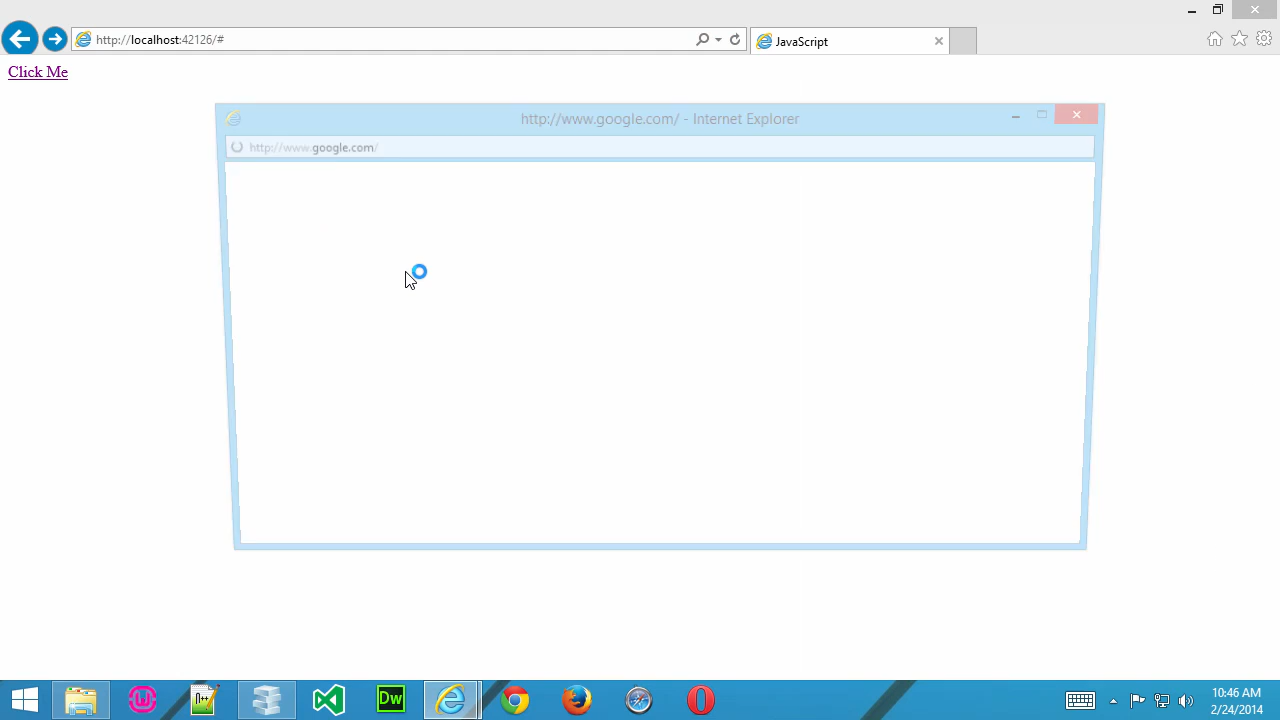 http://localhost:42126/#
JavaScript
Click Me
http://www.google.com/ - Internet Explorer
http://www.google.com/
n++
Dw
10:46 AM
2/24/2014